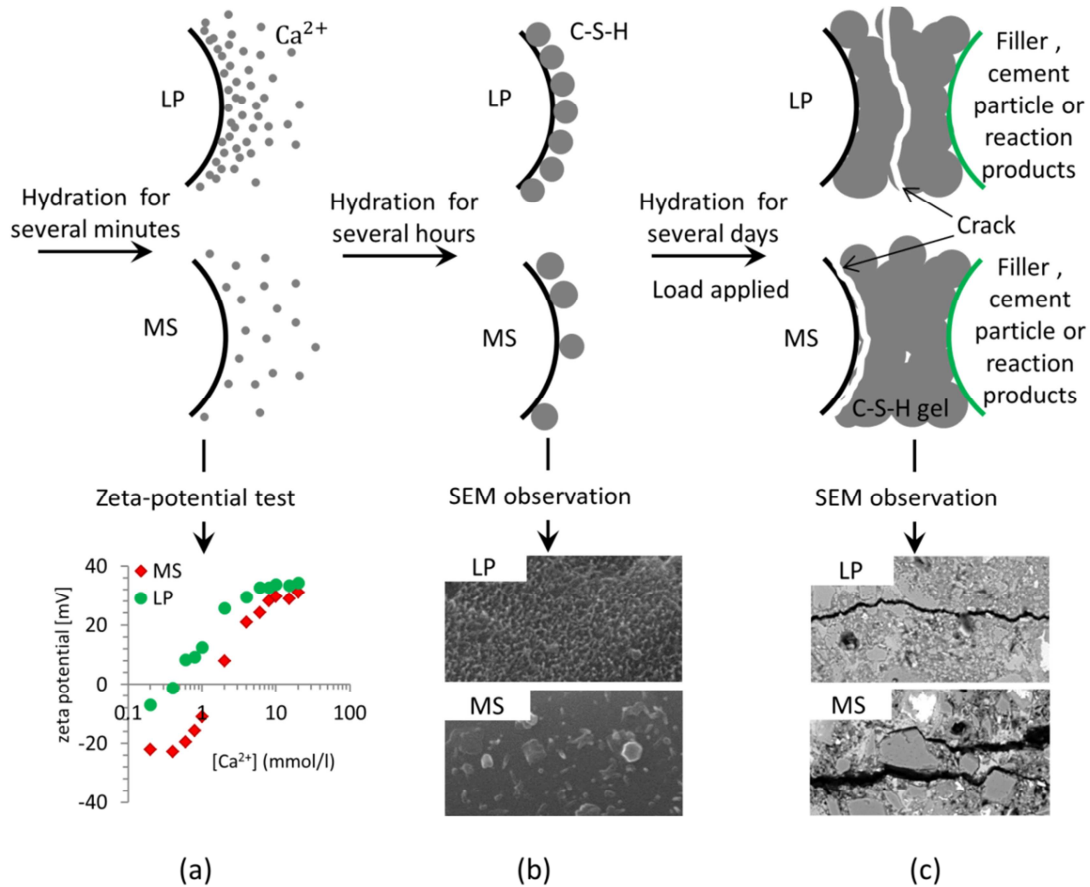 Ca²⁺
LP
Hydration for
several minutes
MS
Zeta-potential test
C-S-H
LP
Hydration for
several hours
MS
SEM observation
LP
Filler ,
cement
particle or
reaction
products
Hydration for
several days
Load applied
Crack
MS
Filler ,
cement
particle or
reaction
products
C-S-H gel
SEM observation
MS
LP
zeta potential [mV]
40
20
0
-20
-40
0.1
1
10
100
[Ca²⁺] (mmol/l)
LP
MS
LP
MS
(a)
(b)
(c)